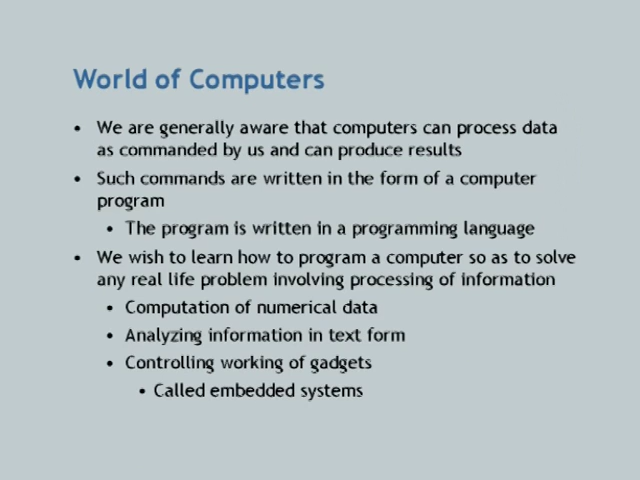 World of Computers
• We are generally aware that computers can process data
as commanded by us and can produce results
• Such commands are written in the form of a computer
program
• The program is written in a programming language
• We wish to learn how to program a computer so as to solve
any real life problem involving processing of information
• Computation of numerical data
• Analyzing information in text form
• Controlling working of gadgets
• Called embedded systems